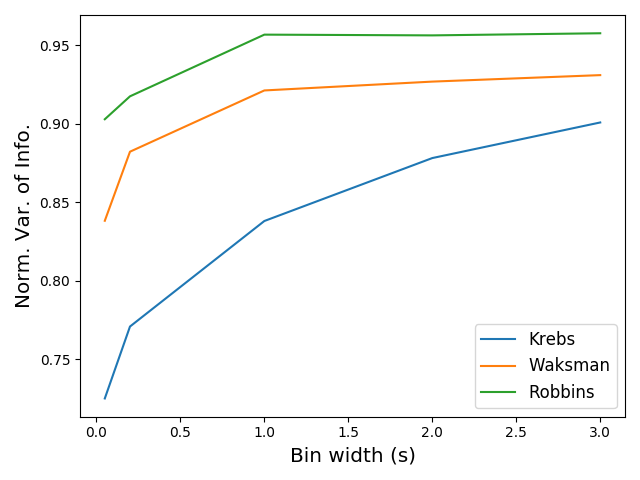 0.95
0.90
0.85
0.80
0.75
Norm. Var. of Info.
Krebs
Waksman
Robbins
0.0 0.5 1.0 1.5 2.0 2.5 3.0
Bin width (s)